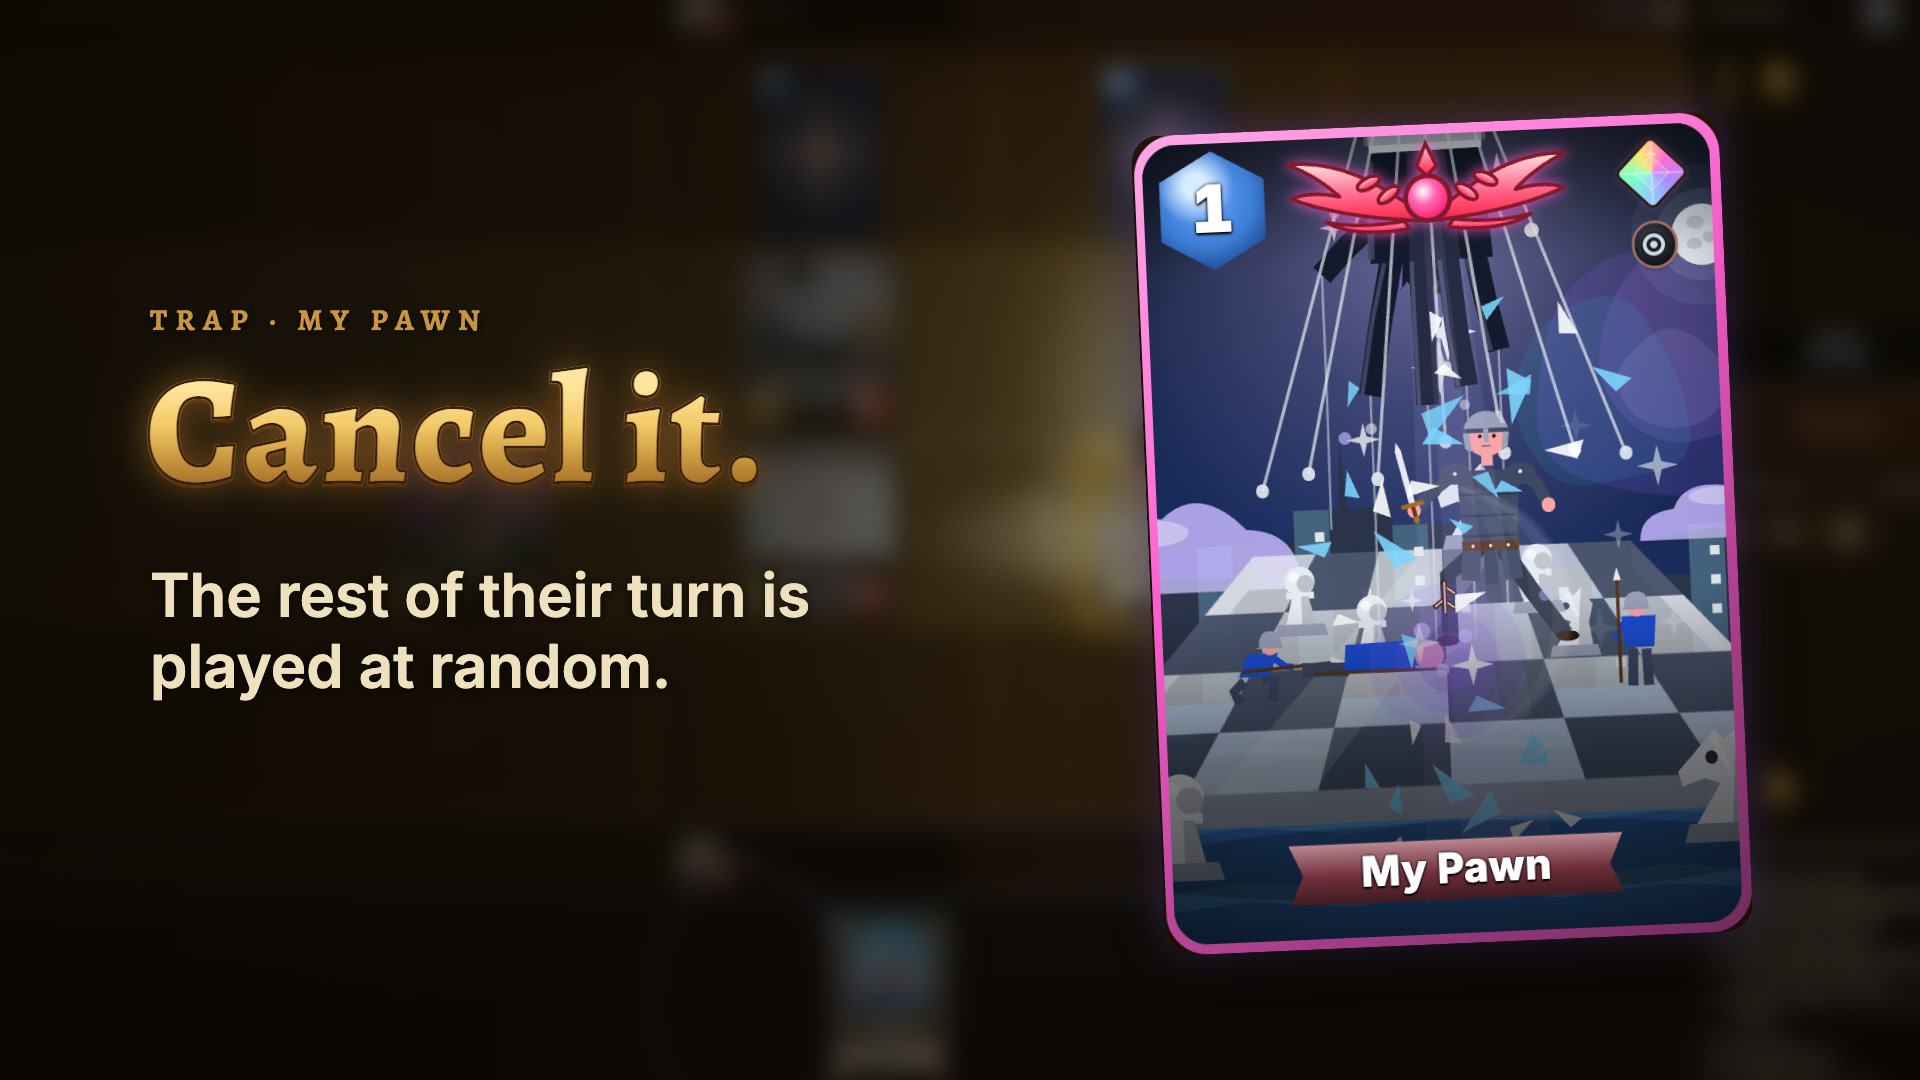 TRAP · MY PAWN
Cancel it.
The rest of their turn is
played at random.
1
My Pawn